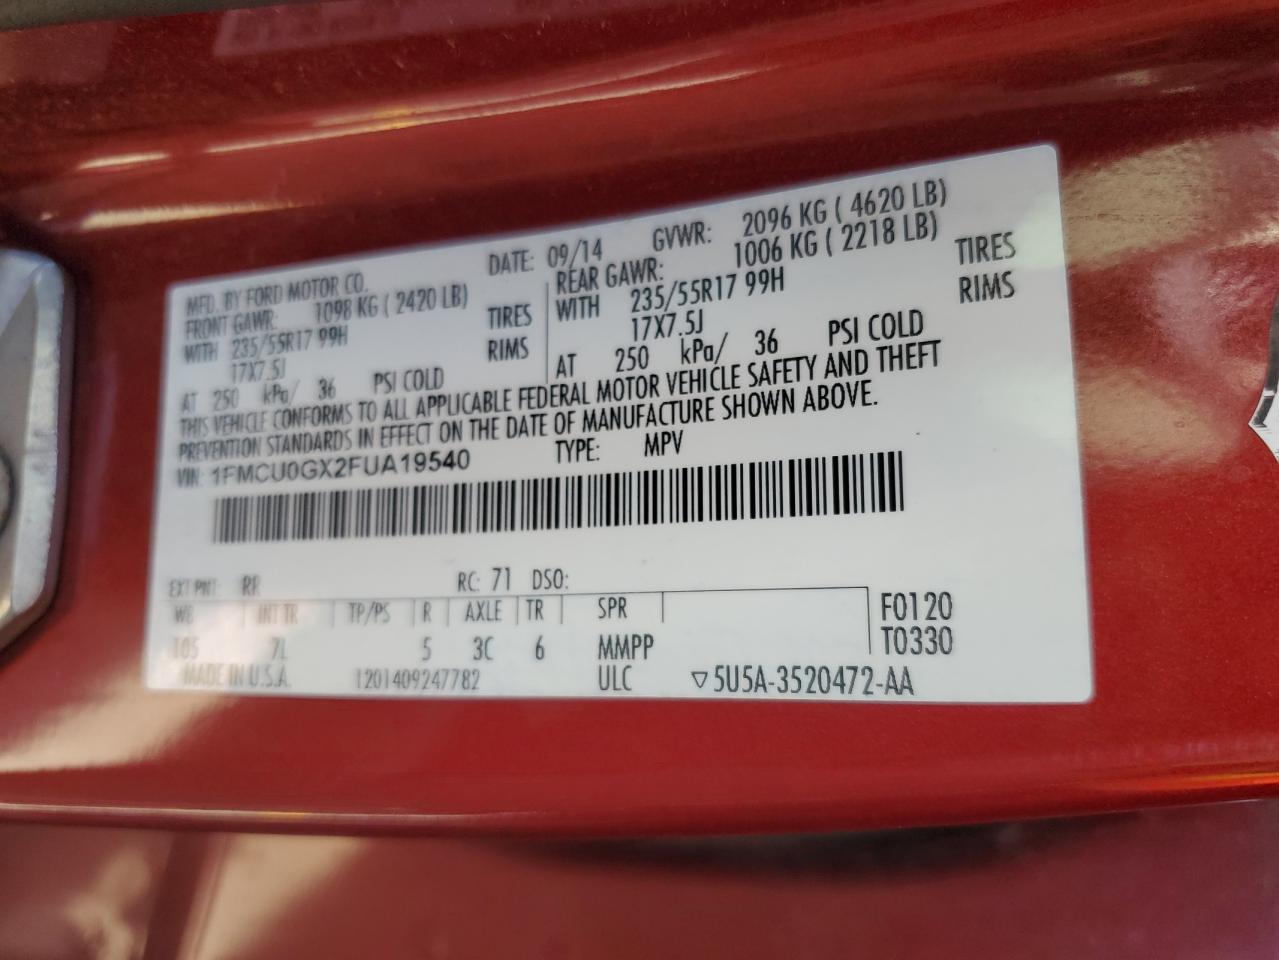 MFD. BY FORD MOTOR CO. DATE: 09/14 GVWR: 2096 KG ( 4620 LB)
FRONT GAWR: 1098 KG ( 2420 LB) REAR GAWR: 1006 KG ( 2218 LB)
WITH 235/55R17 99H TIRES WITH 235/55R17 99H TIRES
17X7.5J RIMS 17X7.5J RIMS
AT 250 kPa/ 36 PSI COLD AT 250 kPa/ 36 PSI COLD
THIS VEHICLE CONFORMS TO ALL APPLICABLE FEDERAL MOTOR VEHICLE SAFETY AND THEFT
PREVENTION STANDARDS IN EFFECT ON THE DATE OF MANUFACTURE SHOWN ABOVE.
VIN: 1FMCU0GX2FUA19540 TYPE: MPV
EXT PNT: RR RC: 71 DSO:
WB INT TR TP/PS R AXLE TR SPR F0120
105 7L 5 3C 6 MMPP T0330
MADE IN U.S.A. 1201409247782 ULC ▽5U5A-3520472-AA